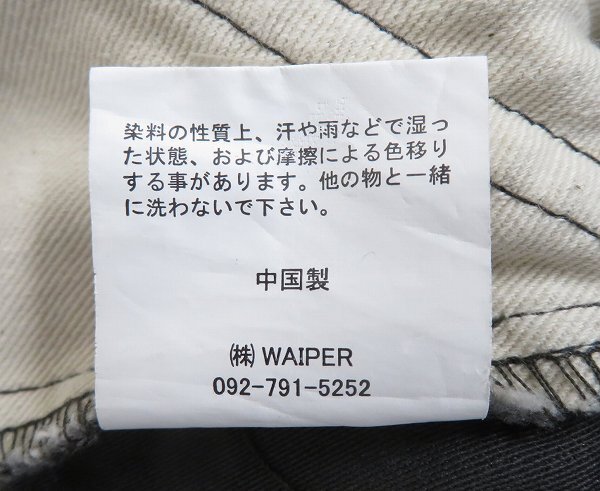 染料の性質上、汗や雨などで湿っ
た状態、および摩擦による色移り
する事があります。他の物と一緒
に洗わないで下さい。
中国製
㈱ WAIPER
092-791-5252